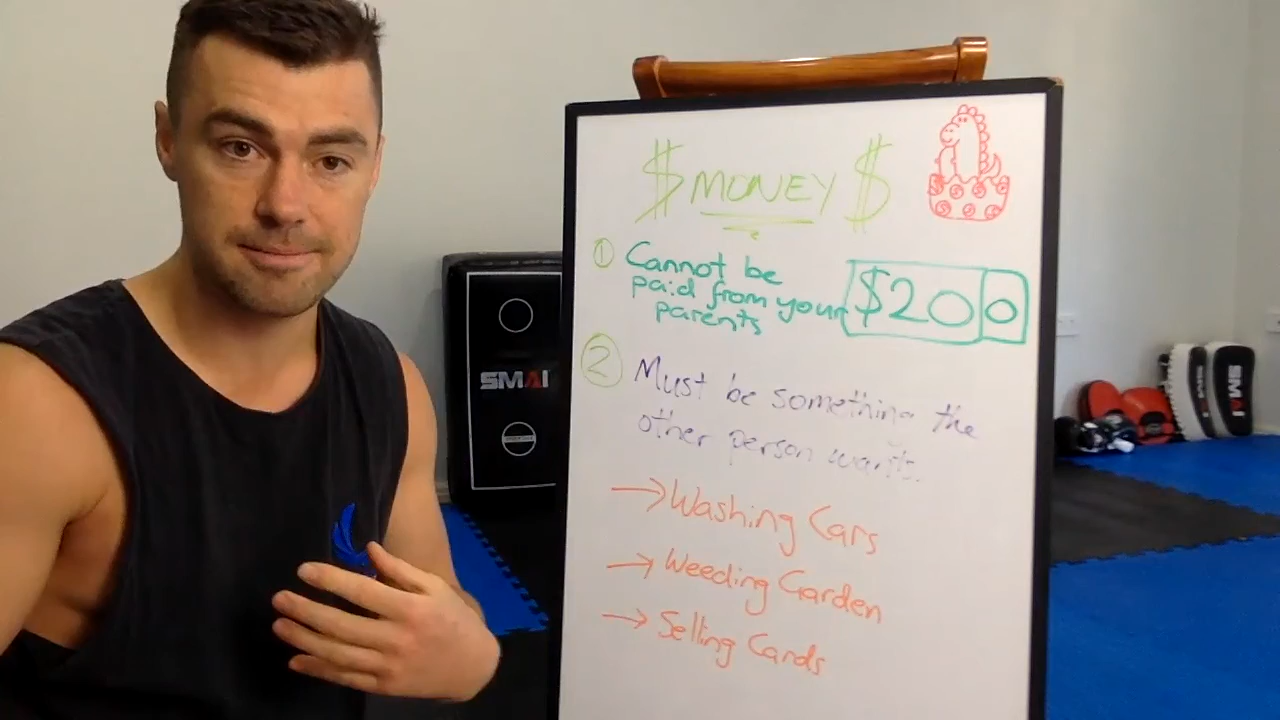 $ MONEY $
① Cannot be
paid from your
parents
$200
② Must be something the
other person wants.
→ Washing Cars
→ Weeding Garden
→ Selling Cards
SMAI
SMAI